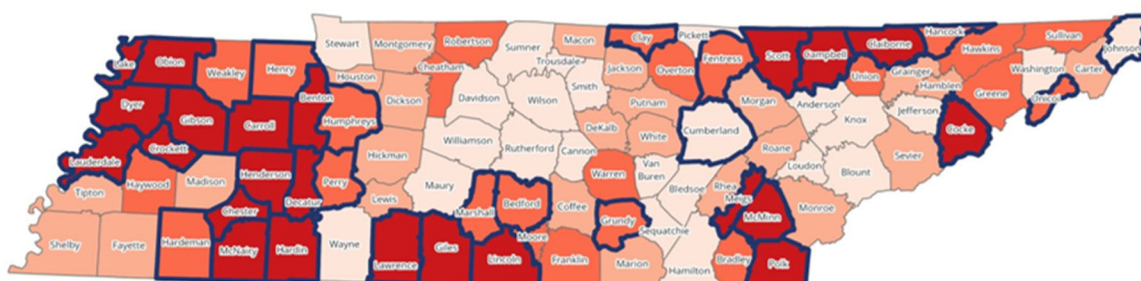 Stewart
Montgomery
Robertson
Sumner
Macon
Clay
Pickett
Scott
Campbell
Claiborne
Hancock
Hawkins
Sullivan
Johnson
Lake
Obion
Weakley
Henry
Houston
Cheatham
Trousdale
Smith
Jackson
Overton
Fentress
Union
Grainger
Hamblen
Washington
Carter
Greene
Unicoi
Dyer
Gibson
Carroll
Benton
Humphreys
Dickson
Davidson
Wilson
Putnam
Morgan
Anderson
Knox
Jefferson
Cocke
Lauderdale
Crockett
Henderson
Decatur
Perry
Hickman
Williamson
Rutherford
Cannon
DeKalb
White
Cumberland
Roane
Loudon
Blount
Sevier
Tipton
Haywood
Madison
Chester
Lewis
Maury
Marshall
Bedford
Coffee
Warren
Van
Buren
Bledsoe
Rhea
Meigs
McMinn
Monroe
Shelby
Fayette
Hardeman
McNairy
Hardin
Wayne
Lawrence
Giles
Lincoln
Moore
Franklin
Grundy
Sequatchie
Marion
Hamilton
Bradley
Polk